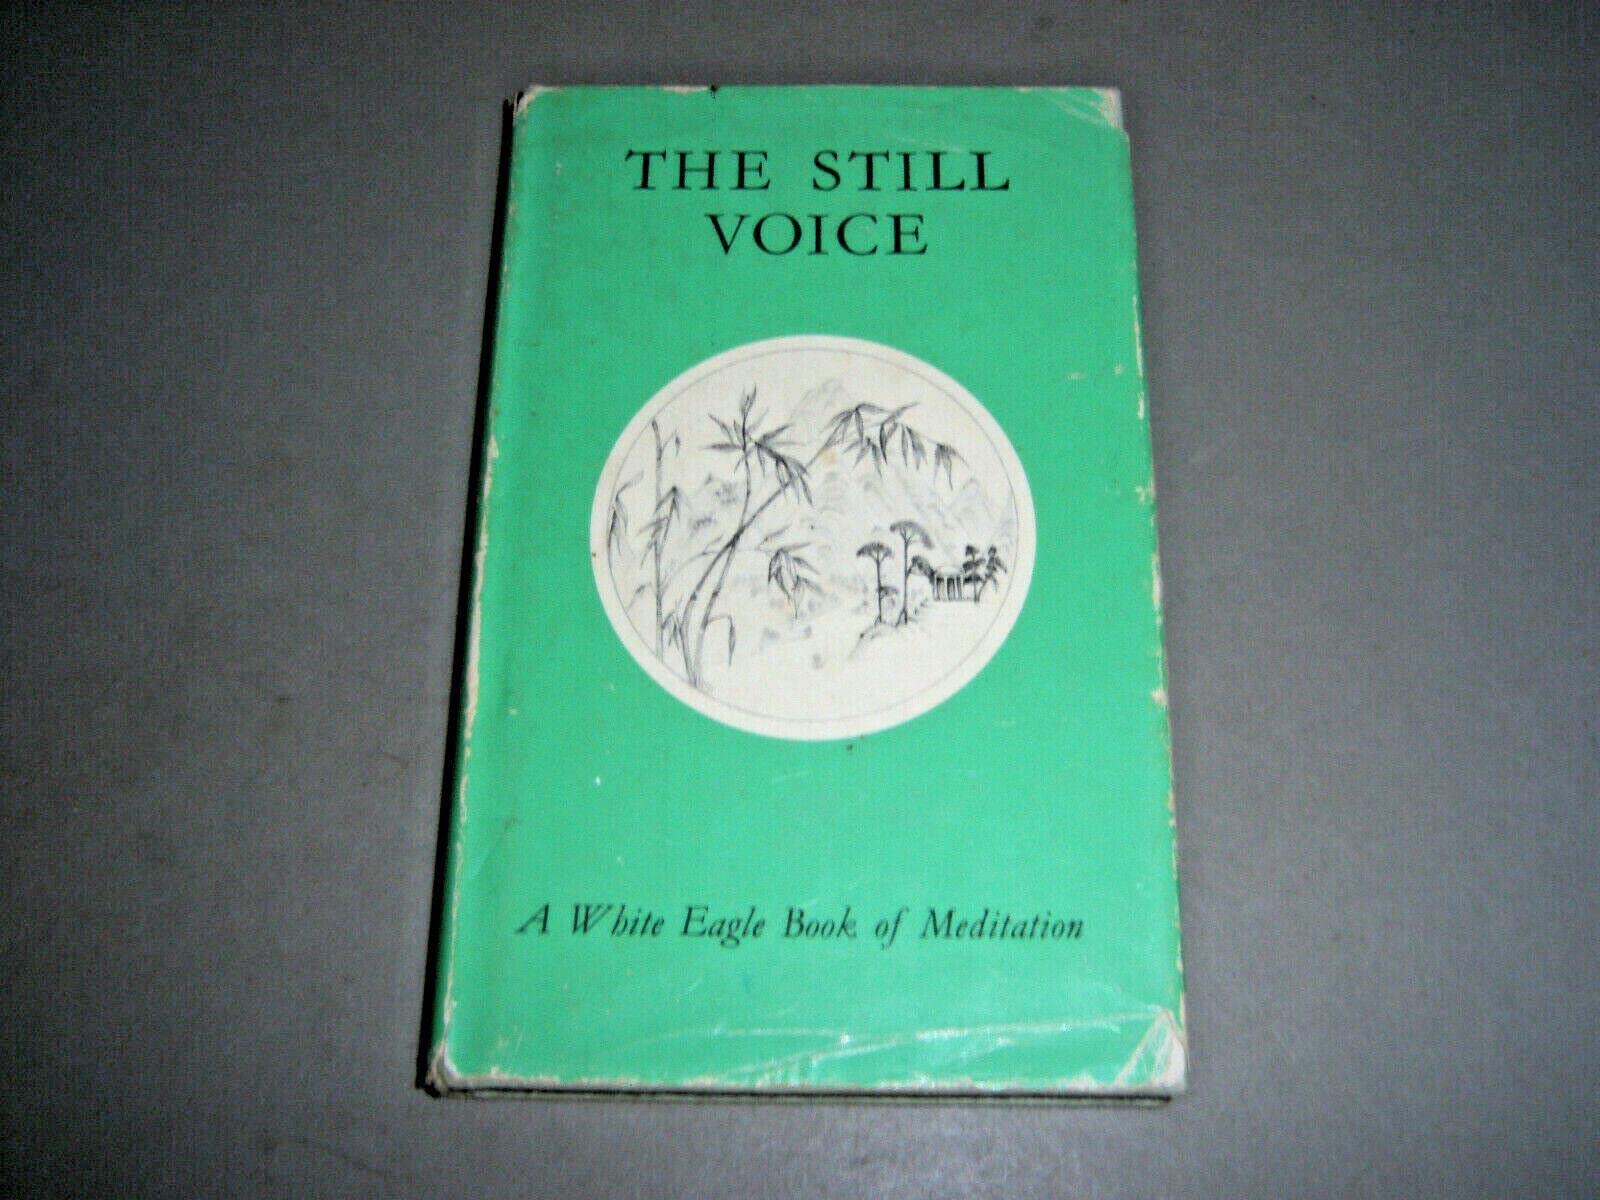 THE STILL
VOICE
A White Eagle Book of Meditation